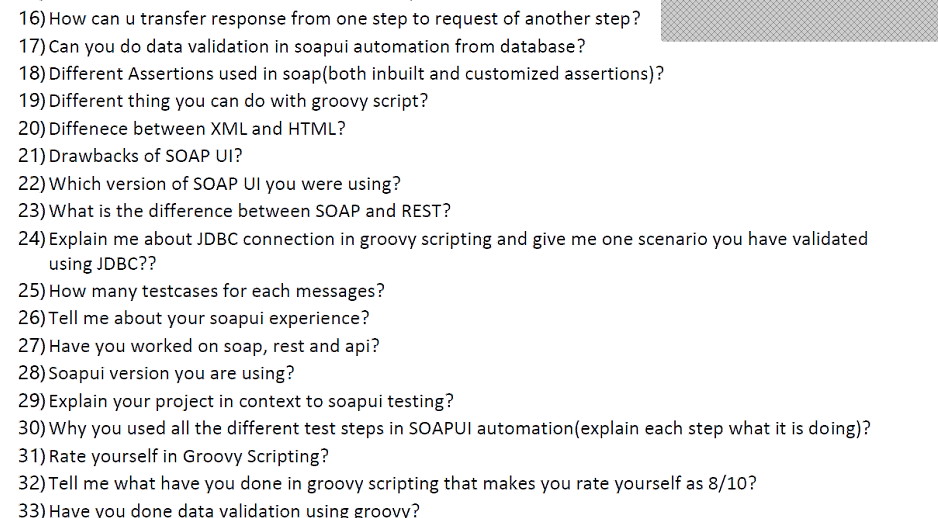 16) How can u transfer response from one step to request of another step?
17) Can you do data validation in soapui automation from database?
18) Different Assertions used in soap(both inbuilt and customized assertions)?
19) Different thing you can do with groovy script?
20) Diffenece between XML and HTML?
21) Drawbacks of SOAP UI?
22) Which version of SOAP UI you were using?
23) What is the difference between SOAP and REST?
24) Explain me about JDBC connection in groovy scripting and give me one scenario you have validated
using JDBC??
25) How many testcases for each messages?
26) Tell me about your soapui experience?
27) Have you worked on soap, rest and api?
28) Soapui version you are using?
29) Explain your project in context to soapui testing?
30) Why you used all the different test steps in SOAPUI automation(explain each step what it is doing)?
31) Rate yourself in Groovy Scripting?
32) Tell me what have you done in groovy scripting that makes you rate yourself as 8/10?
33) Have you done data validation using groovy?